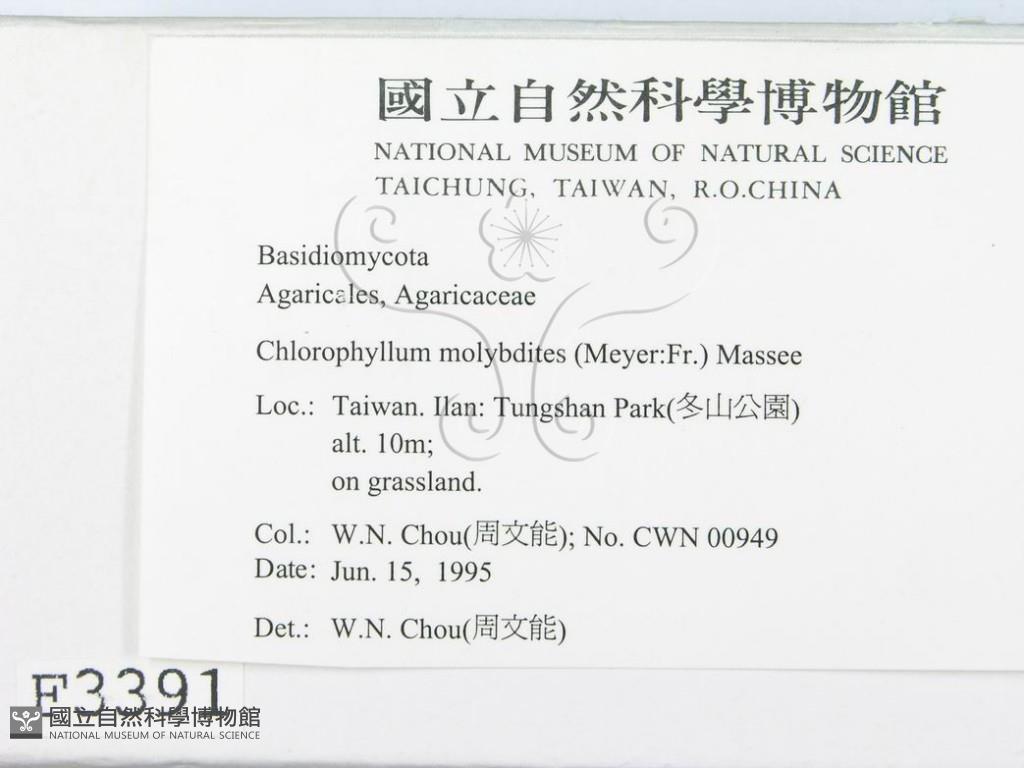 國立自然科學博物館
NATIONAL MUSEUM OF NATURAL SCIENCE
TAICHUNG, TAIWAN, R.O.CHINA
Basidiomycota
Agaricales, Agaricaceae
Chlorophyllum molybdites (Meyer:Fr.) Massee
Loc.: Taiwan. Ilan: Tungshan Park(冬山公園)
alt. 10m;
on grassland.
Col.: W.N. Chou(周文能); No. CWN 00949
Date: Jun. 15, 1995
Det.: W.N. Chou(周文能)
F3391
國立自然科學博物館
NATIONAL MUSEUM OF NATURAL SCIENCE